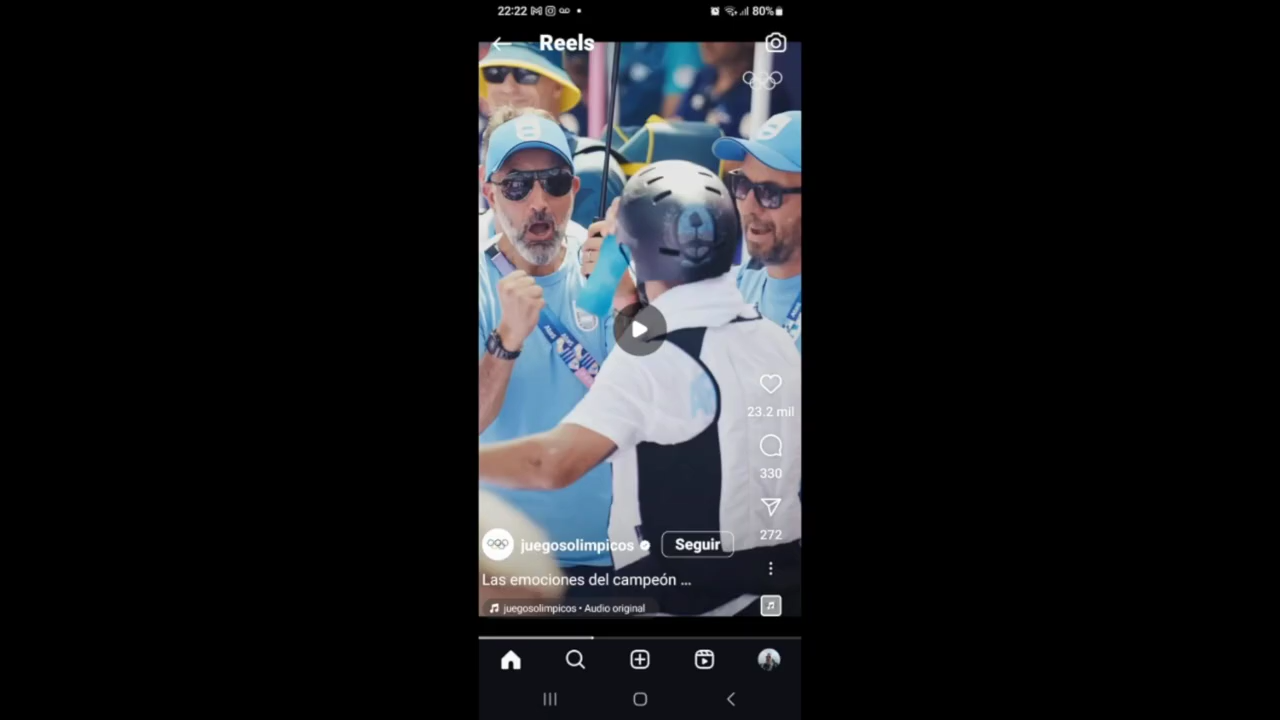 22:22
80%
Reels
23.2 mil
330
272
juegosolimpicos
Seguir
Las emociones del campeón ...
juegosolimpicos • Audio original